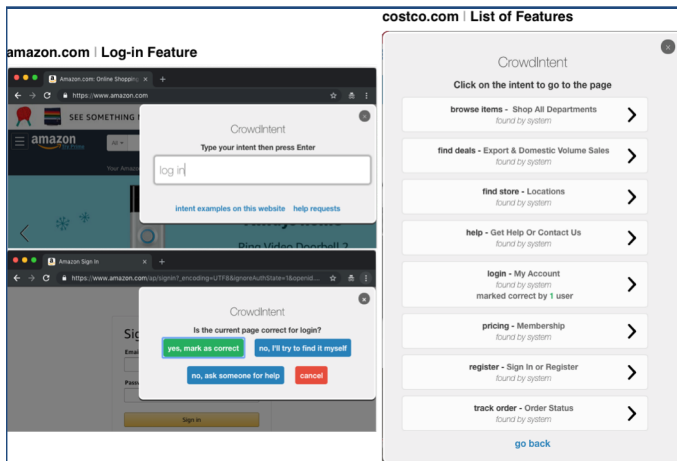 costco.com | List of Features
amazon.com | Log-in Feature
Amazon.com: Online Shopping
https://www.amazon.com
SEE SOMETHING
amazon
All
Your Amazon
CrowdIntent
Type your intent then press Enter
log in
intent examples on this website help requests
Ring Video Doorbell 2
Amazon Sign In
https://www.amazon.com/ap/signin?_encoding=UTF8&ignoreAuthState=1&openid...
CrowdIntent
Is the current page correct for login?
yes, mark as correct no, I'll try to find it myself
no, ask someone for help cancel
Sig
Email
Passw
Sign in
CrowdIntent
Click on the intent to go to the page
browse items - Shop All Departments
found by system
find deals - Export & Domestic Volume Sales
found by system
find store - Locations
found by system
help - Get Help Or Contact Us
found by system
login - My Account
found by system
marked correct by 1 user
pricing - Membership
found by system
register - Sign In or Register
found by system
track order - Order Status
found by system
go back